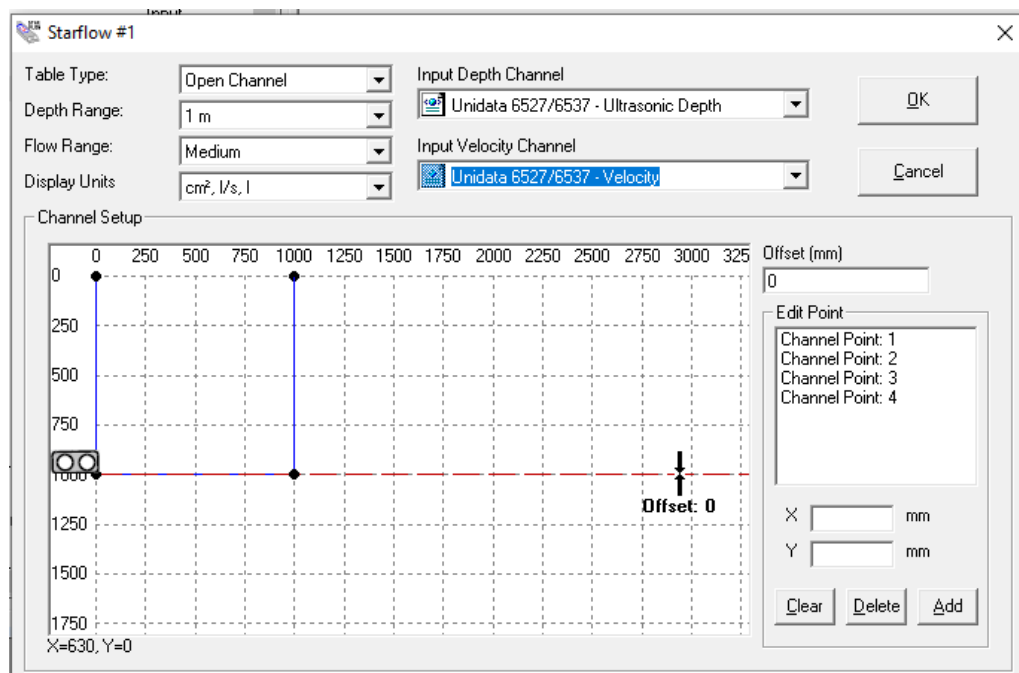 Starflow #1
Table Type:
Open Channel
Input Depth Channel
Unidata 6527/6537 - Ultrasonic Depth
OK
Depth Range:
1 m
Flow Range:
Medium
Input Velocity Channel
Unidata 6527/6537 - Velocity
Cancel
Display Units
cm², l/s, l
Channel Setup
0 250 500 750 1000 1250 1500 1750 2000 2250 2500 2750 3000 325
0
250
500
750
1000
1250
1500
1750
Offset: 0
X=630, Y=0
Offset (mm)
0
Edit Point
Channel Point: 1
Channel Point: 2
Channel Point: 3
Channel Point: 4
X mm
Y mm
Clear Delete Add